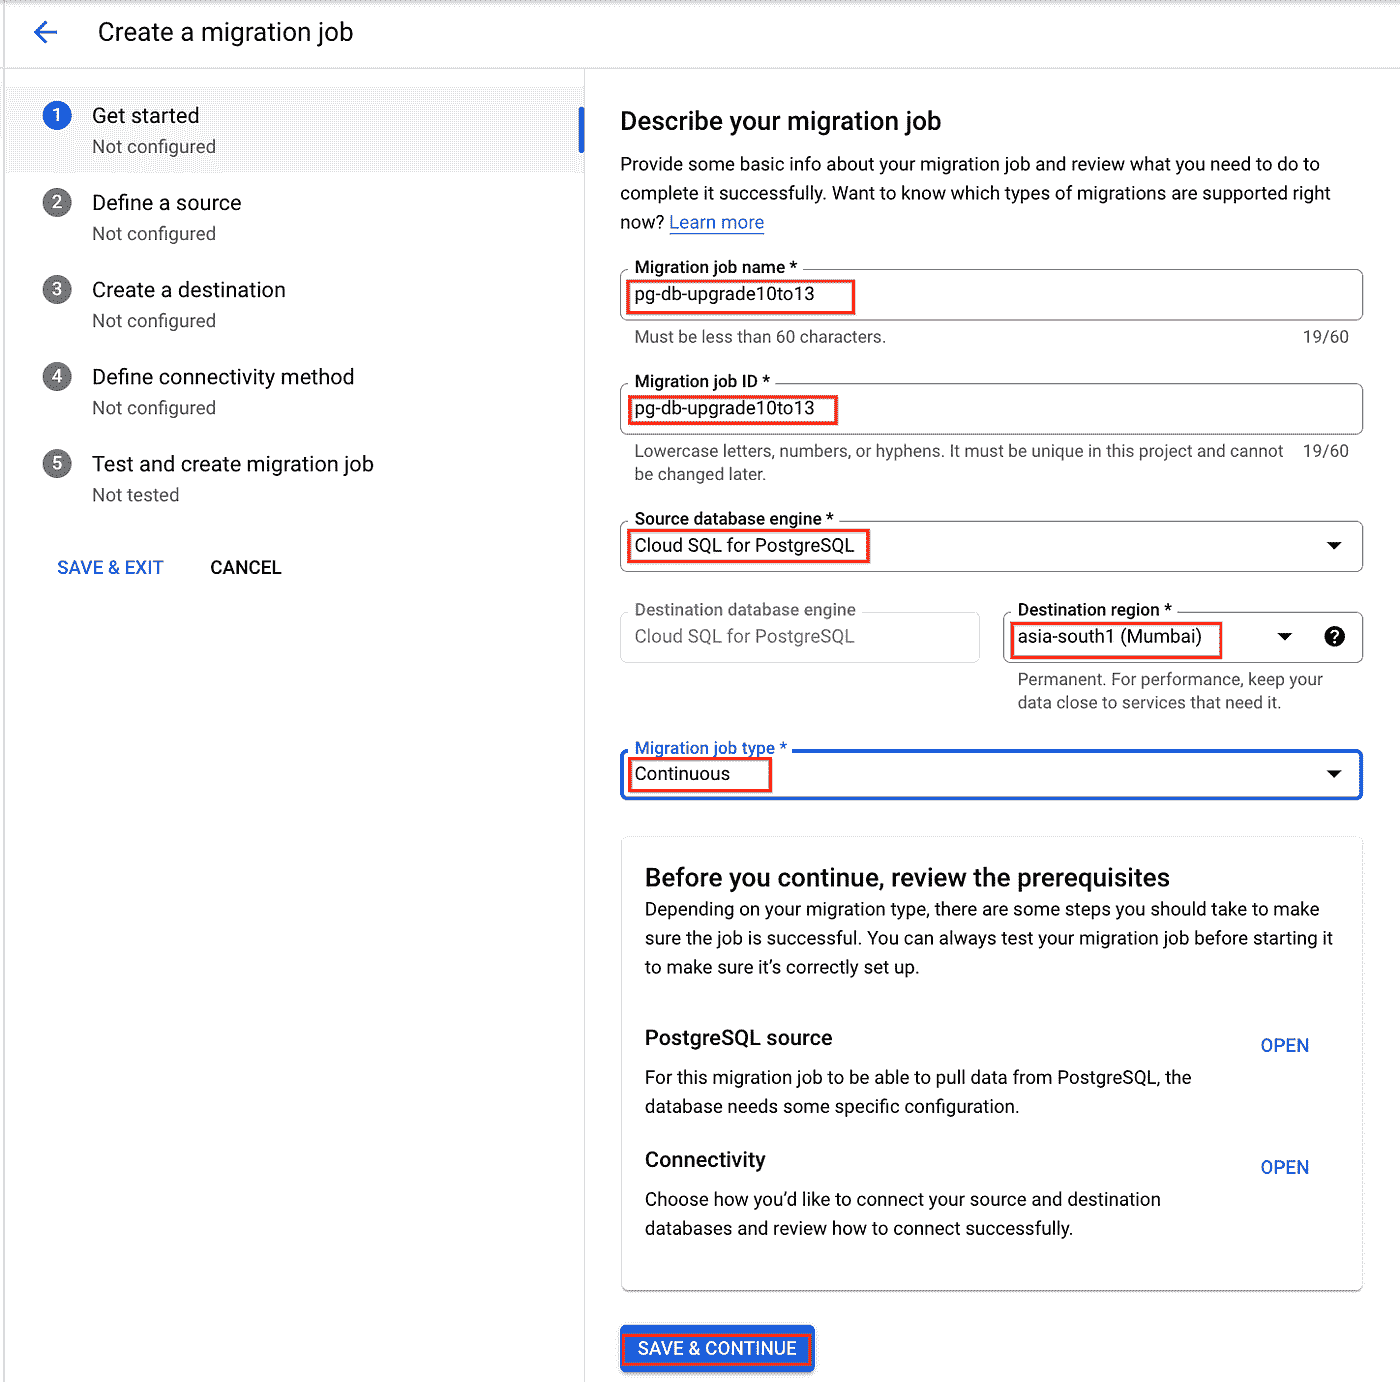 Create a migration job
1
Get started
Not configured
2
Define a source
Not configured
3
Create a destination
Not configured
4
Define connectivity method
Not configured
5
Test and create migration job
Not tested
SAVE & EXIT
CANCEL
Describe your migration job
Provide some basic info about your migration job and review what you need to do to
complete it successfully. Want to know which types of migrations are supported right
now? Learn more
Migration job name *
pg-db-upgrade10to13
Must be less than 60 characters.
19/60
Migration job ID *
pg-db-upgrade10to13
Lowercase letters, numbers, or hyphens. It must be unique in this project and cannot
be changed later.
19/60
Source database engine *
Cloud SQL for PostgreSQL
Destination database engine
Cloud SQL for PostgreSQL
Destination region *
asia-south1 (Mumbai)
?
Permanent. For performance, keep your
data close to services that need it.
Migration job type *
Continuous
Before you continue, review the prerequisites
Depending on your migration type, there are some steps you should take to make
sure the job is successful. You can always test your migration job before starting it
to make sure it’s correctly set up.
PostgreSQL source
OPEN
For this migration job to be able to pull data from PostgreSQL, the
database needs some specific configuration.
Connectivity
OPEN
Choose how you’d like to connect your source and destination
databases and review how to connect successfully.
SAVE & CONTINUE